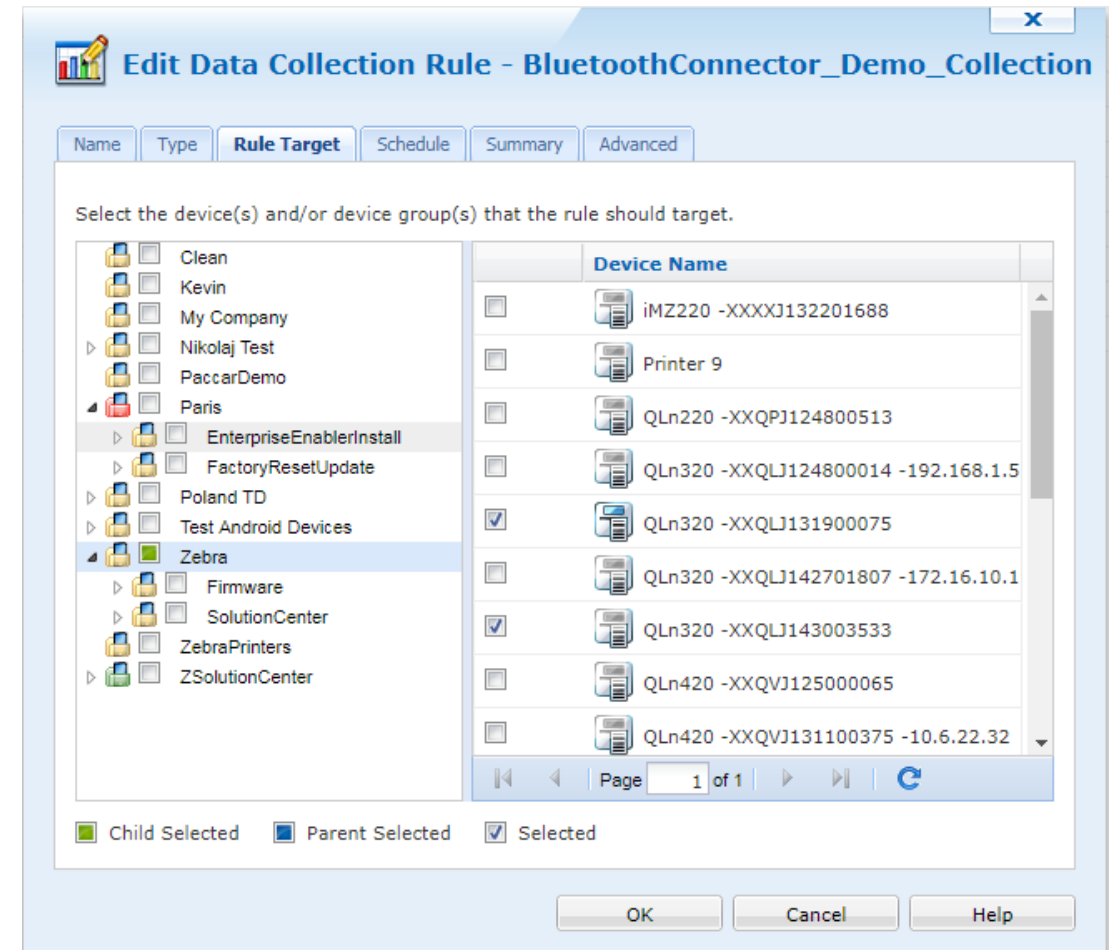 x
Edit Data Collection Rule - BluetoothConnector_Demo_Collection
Name Type Rule Target Schedule Summary Advanced
Select the device(s) and/or device group(s) that the rule should target.
Clean
Kevin
My Company
Nikolaj Test
PaccarDemo
Paris
EnterpriseEnablerInstall
FactoryResetUpdate
Poland TD
Test Android Devices
Zebra
Firmware
SolutionCenter
ZebraPrinters
ZSolutionCenter
Device Name
iMZ220 -XXXXJ132201688
Printer 9
QLn220 -XXQPJ124800513
QLn320 -XXQLJ124800014 -192.168.1.5
QLn320 -XXQLJ131900075
QLn320 -XXQLJ142701807 -172.16.10.1
QLn320 -XXQLJ143003533
QLn420 -XXQVJ125000065
QLn420 -XXQVJ131100375 -10.6.22.32
Page 1 of 1
Child Selected Parent Selected Selected
OK Cancel Help